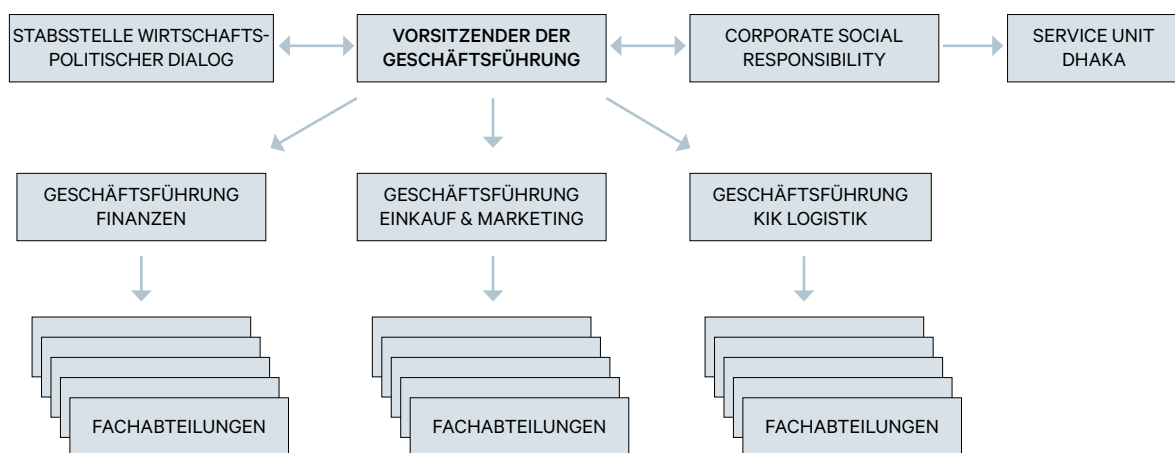 STABSSTELLE WIRTSCHAFTS-
POLITISCHER DIALOG
VORSITZENDER DER
GESCHÄFTSFÜHRUNG
CORPORATE SOCIAL
RESPONSIBILITY
SERVICE UNIT
DHAKA
GESCHÄFTSFÜHRUNG
FINANZEN
GESCHÄFTSFÜHRUNG
EINKAUF & MARKETING
GESCHÄFTSFÜHRUNG
KIK LOGISTIK
FACHABTEILUNGEN
FACHABTEILUNGEN
FACHABTEILUNGEN